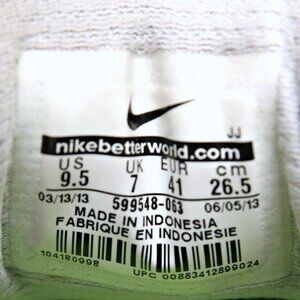 JJ
nikebetterworld.com
US UK EUR cm
9.5 7 41 26.5
03/13/13 599548-063 06/05/13
MADE IN INDONESIA
FABRIQUE EN INDONESIE
104180998
UPC 00883412899024